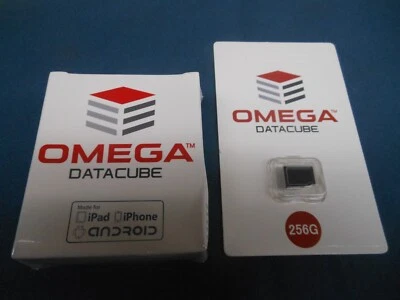 OMEGA™
DATACUBE
Made for
iPad iPhone
android
OMEGA™
DATACUBE
256G